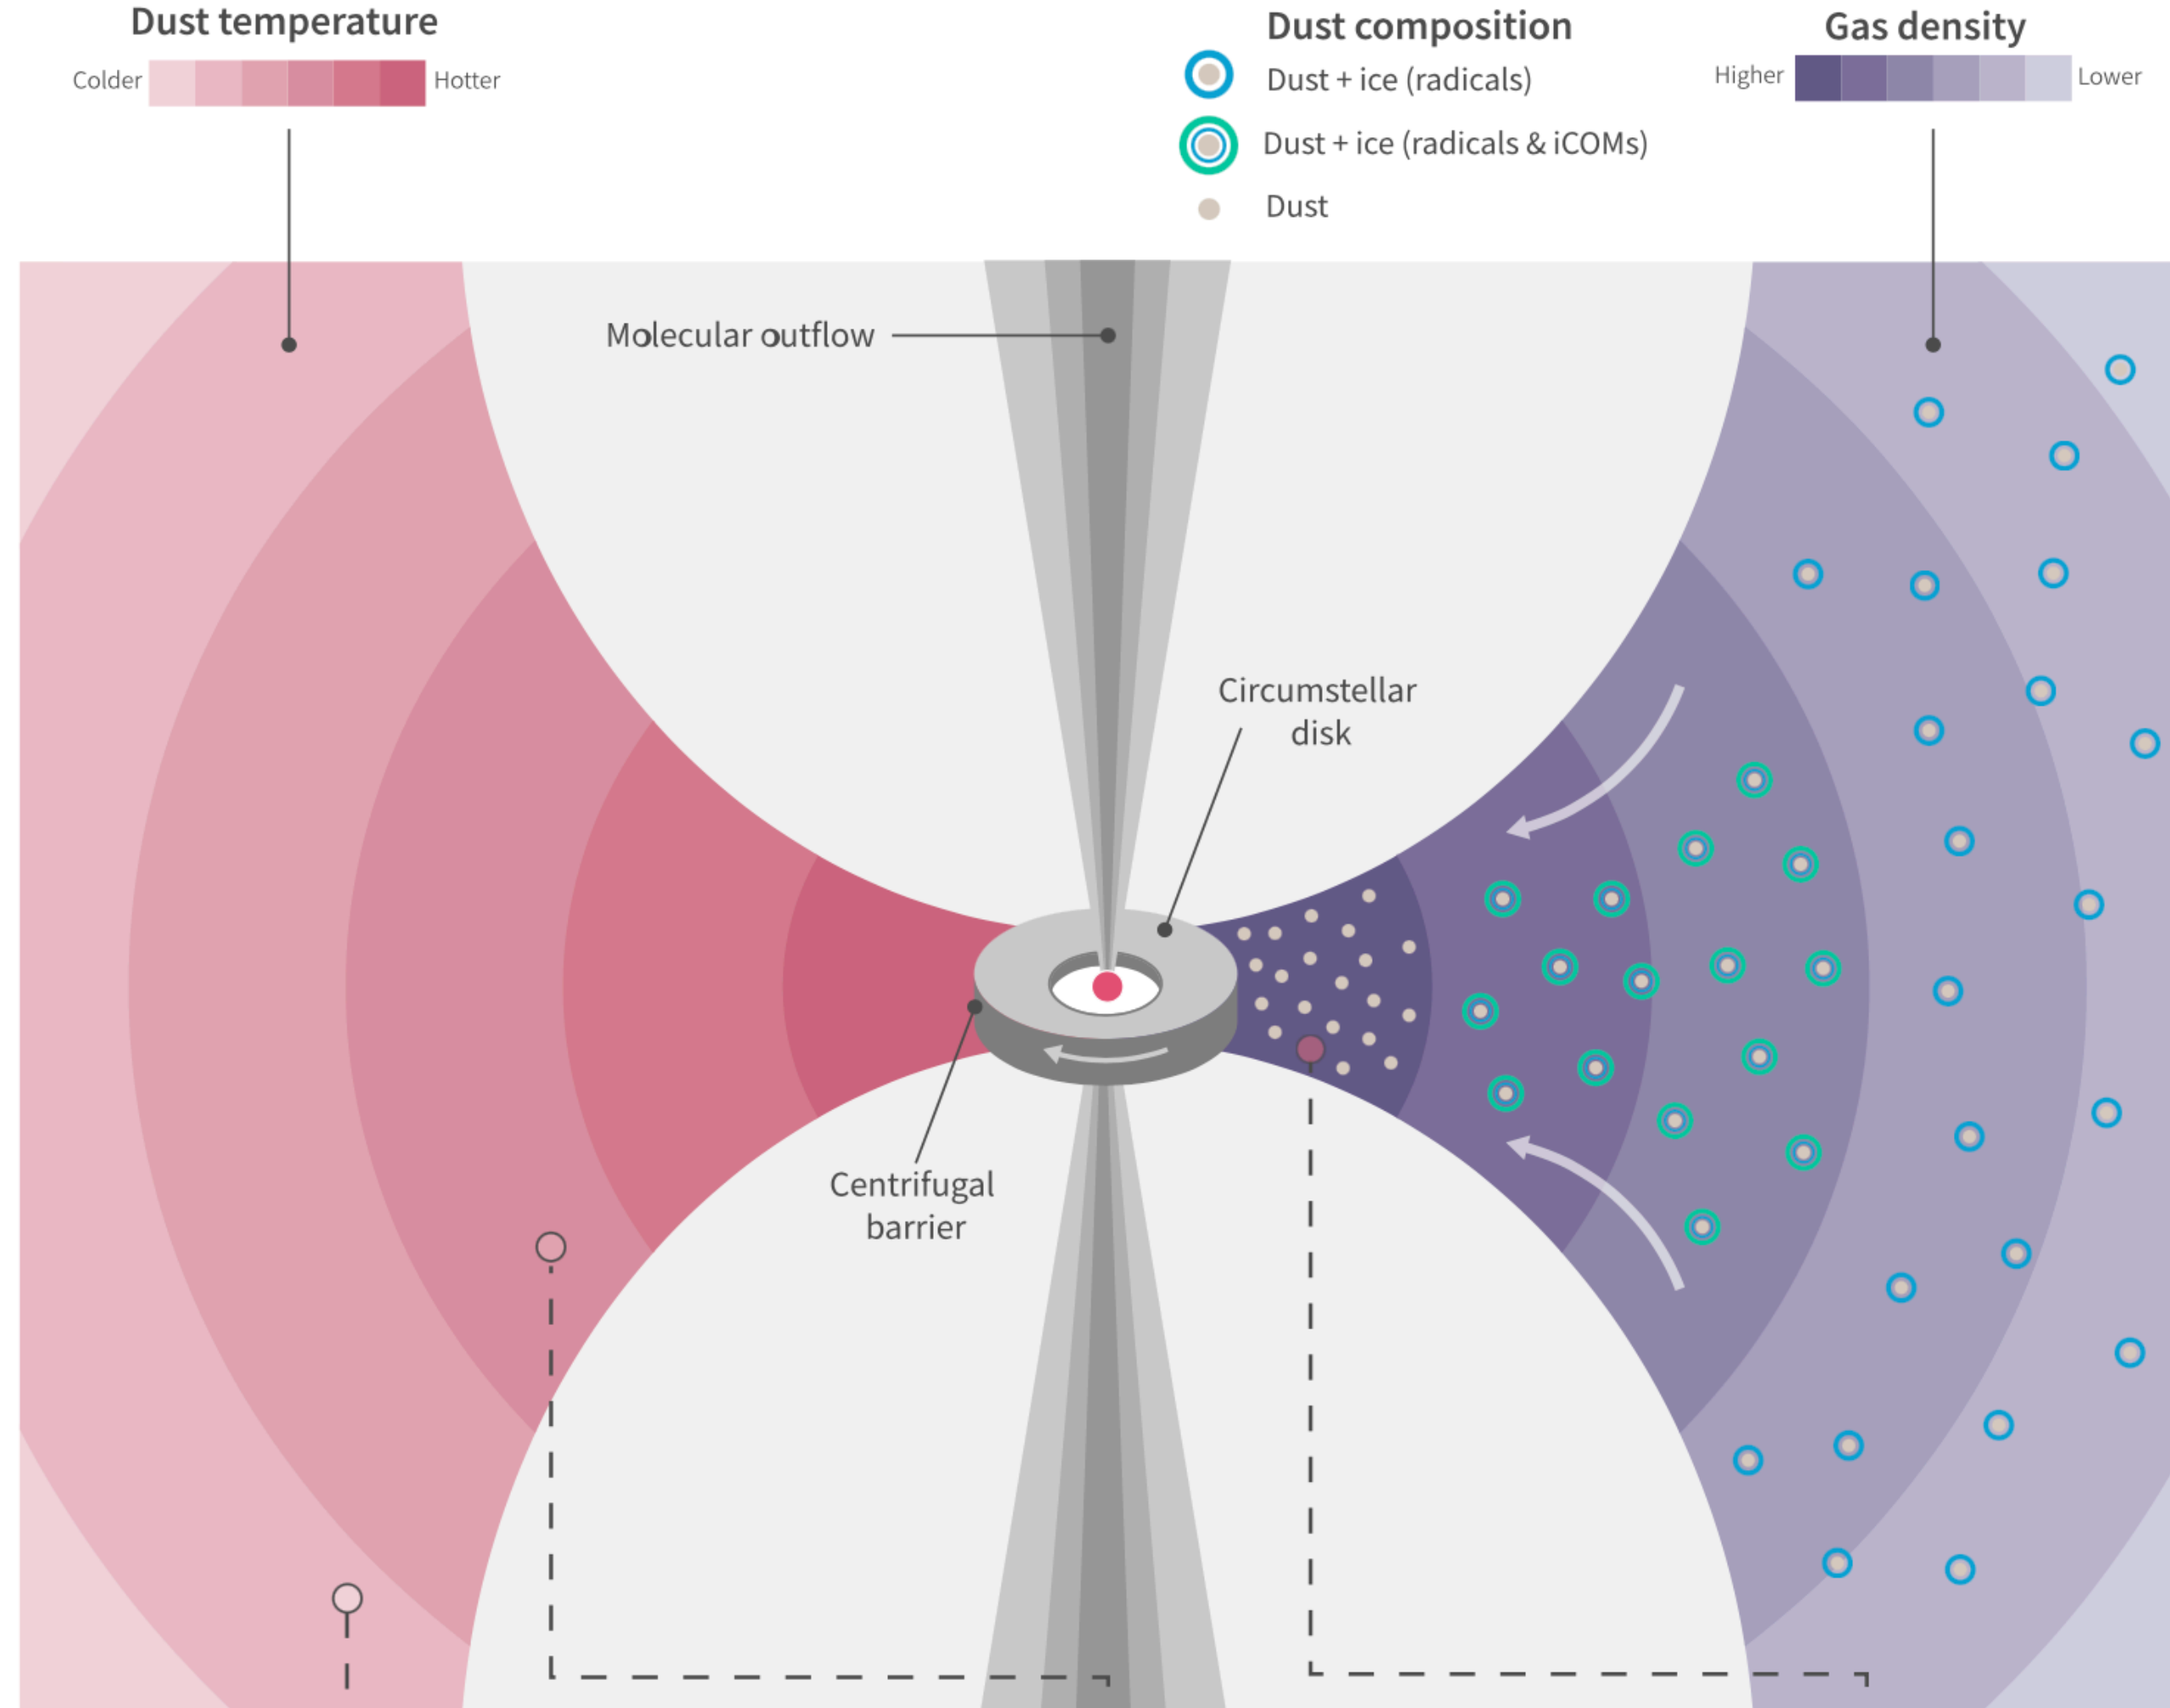 Dust temperature
Colder
Hotter
Dust composition
Dust + ice (radicals)
Dust + ice (radicals & iCOMs)
Dust
Gas density
Higher
Lower
Molecular outflow
Circumstellar
disk
Centrifugal
barrier